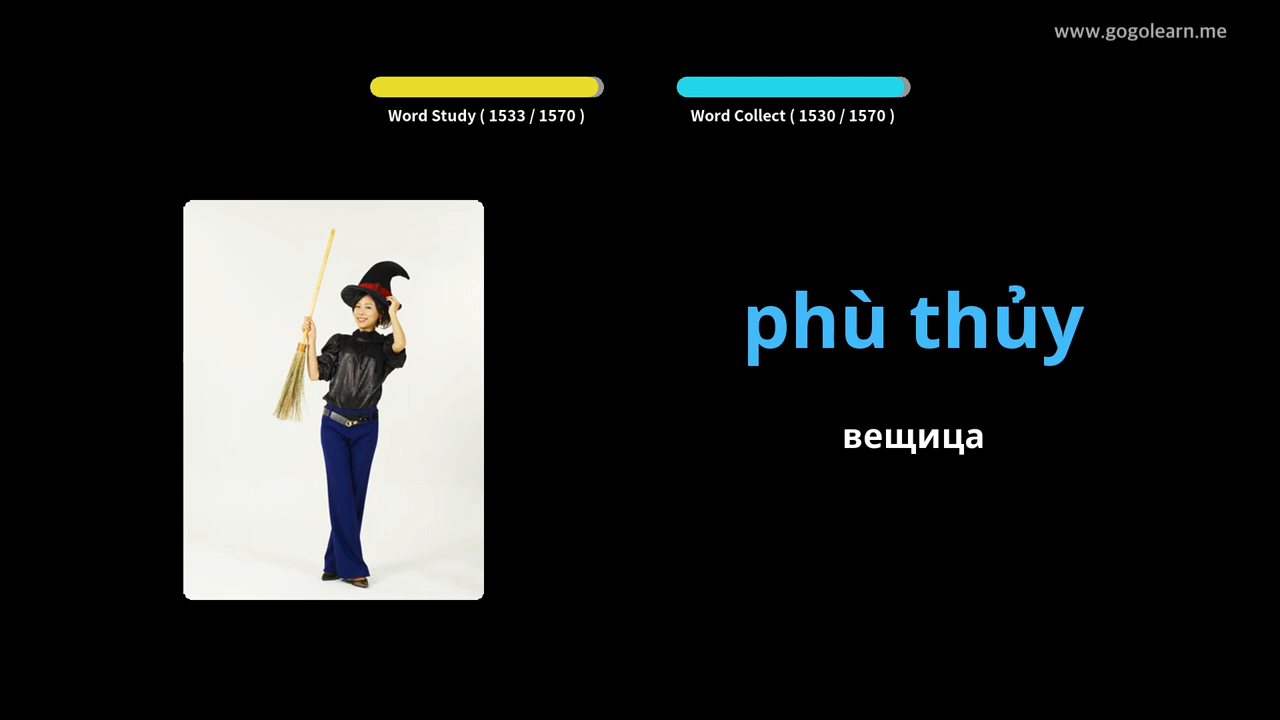 www.gogolearn.me
Word Study ( 1533 / 1570 )
Word Collect ( 1530 / 1570 )
phù thủy
вещица